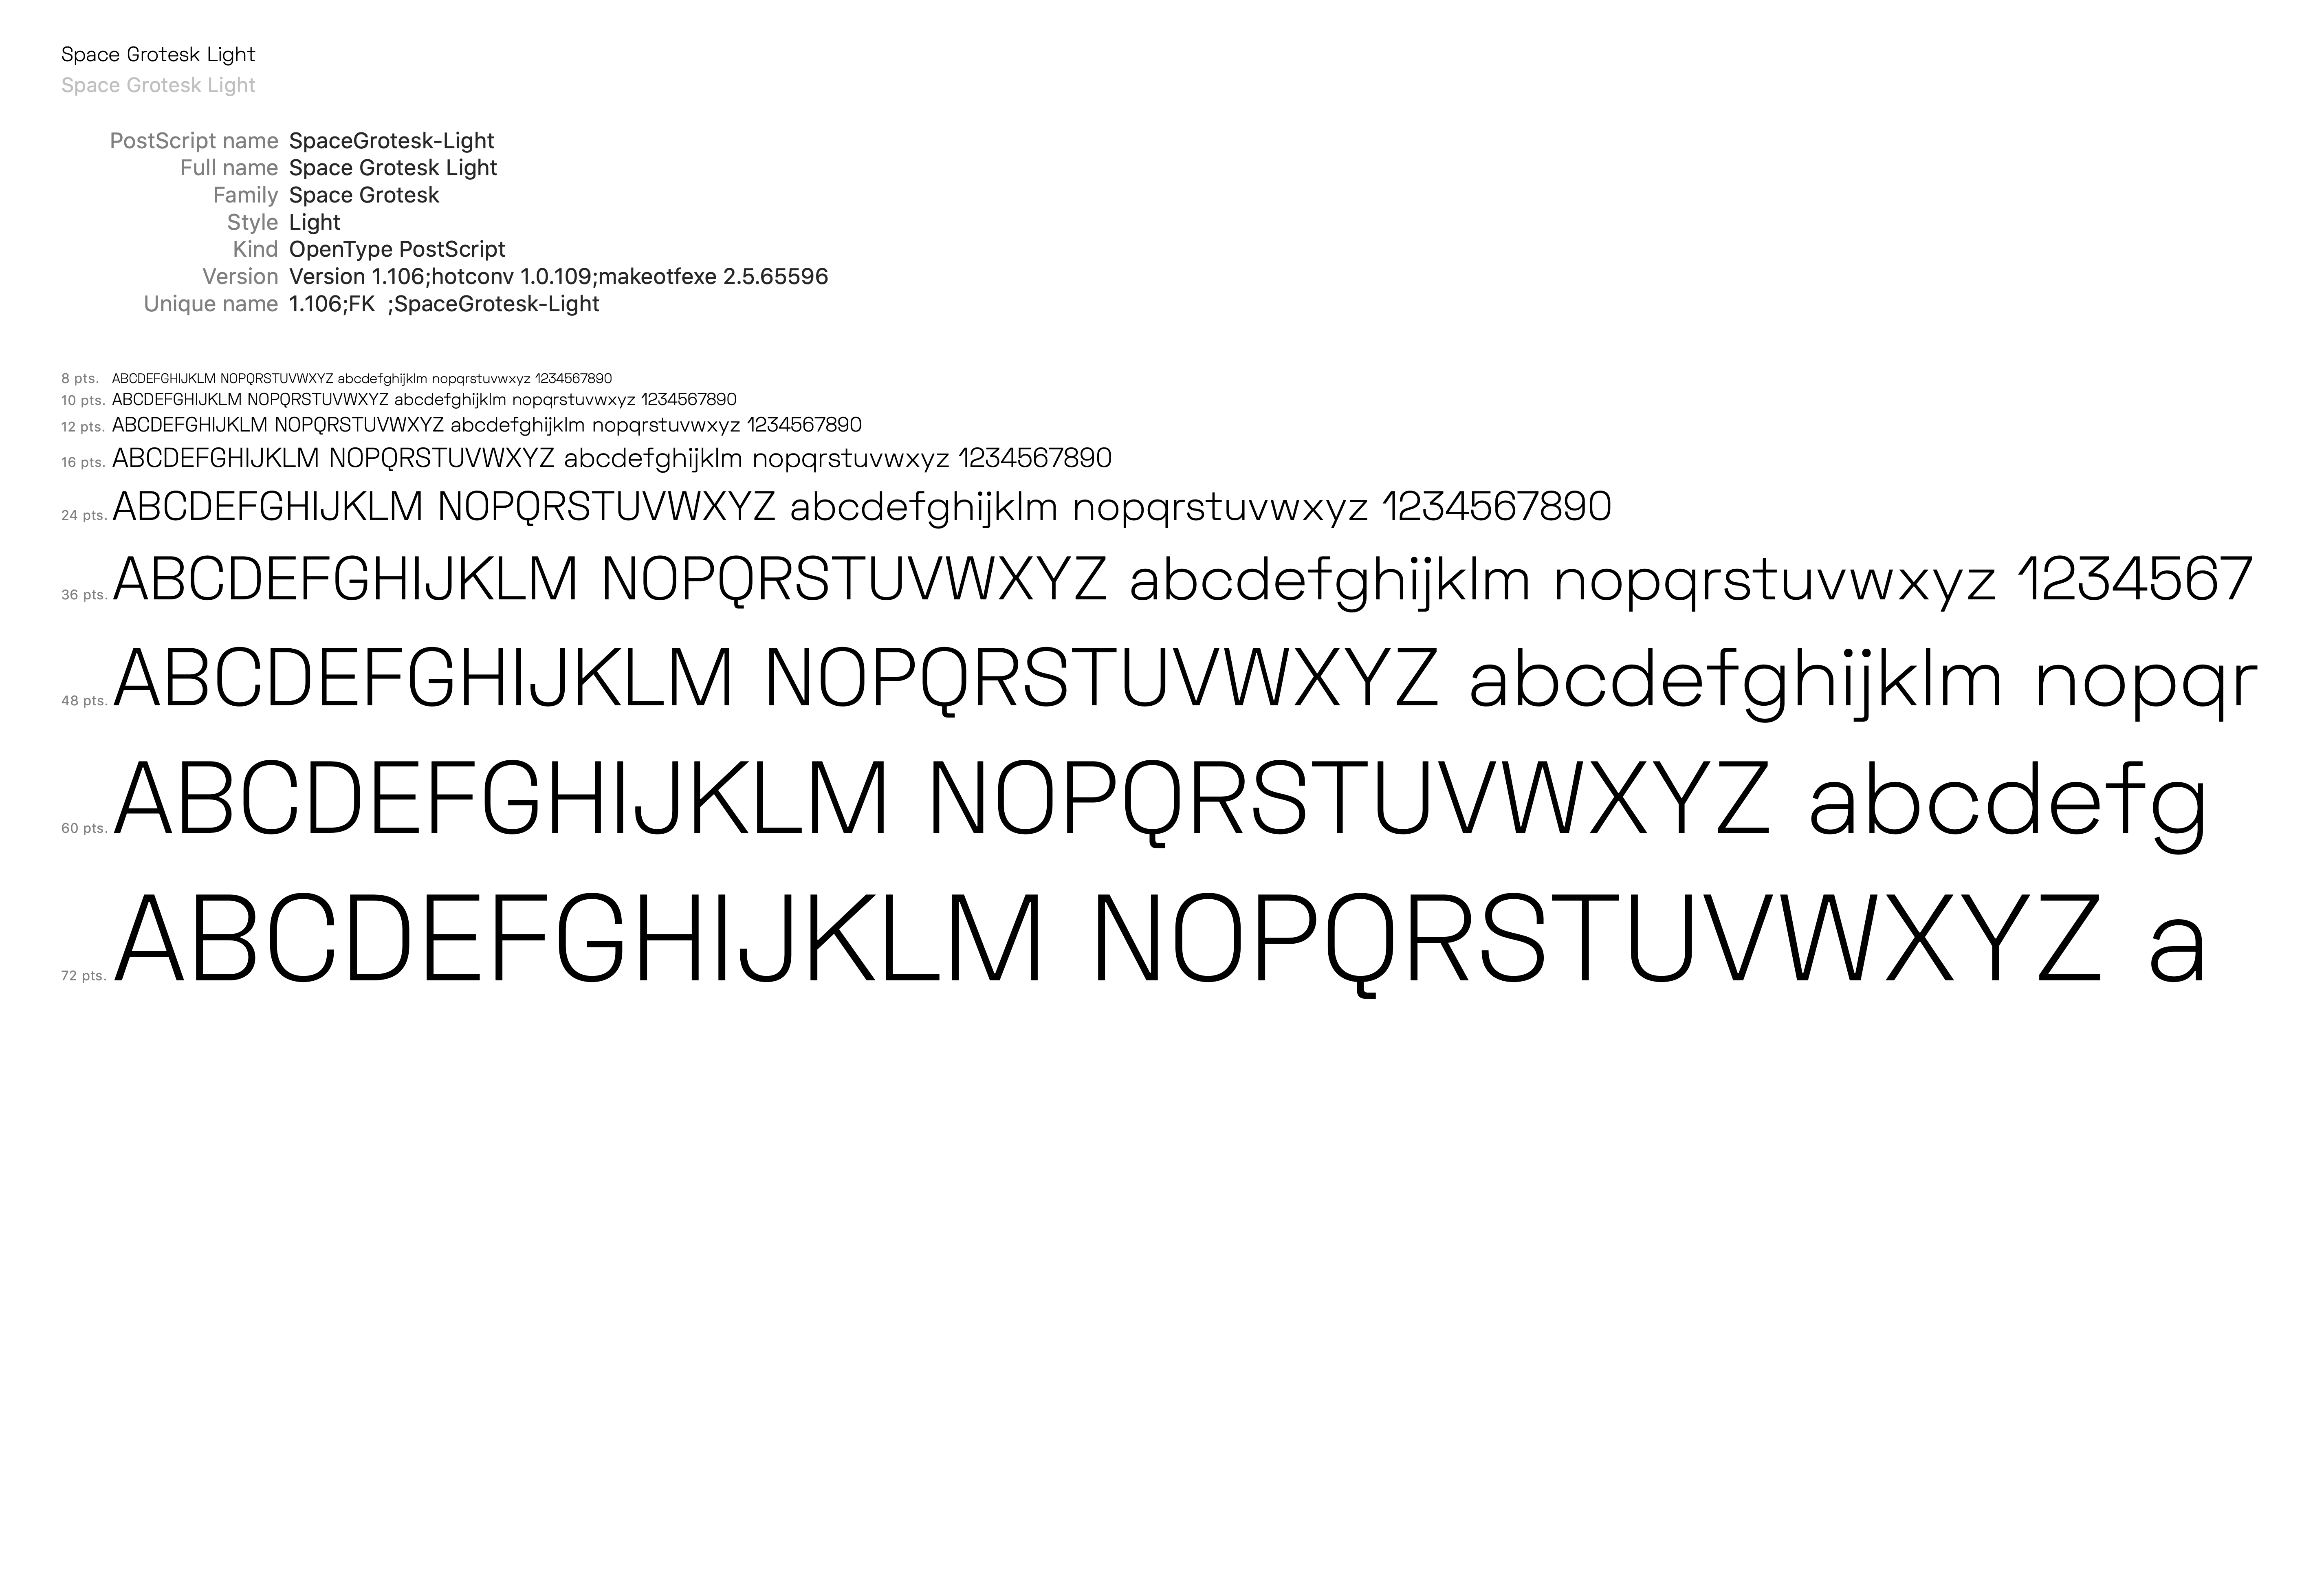 Space Grotesk Light
Space Grotesk Light
PostScript name SpaceGrotesk-Light
Full name Space Grotesk Light
Family Space Grotesk
Style Light
Kind OpenType PostScript
Version Version 1.106;hotconv 1.0.109;makeotfexe 2.5.65596
Unique name 1.106;FK  ;SpaceGrotesk-Light
8 pts. ABCDEFGHIJKLM NOPQRSTUVWXYZ abcdefghijklm nopqrstuvwxyz 1234567890
10 pts. ABCDEFGHIJKLM NOPQRSTUVWXYZ abcdefghijklm nopqrstuvwxyz 1234567890
12 pts. ABCDEFGHIJKLM NOPQRSTUVWXYZ abcdefghijklm nopqrstuvwxyz 1234567890
16 pts. ABCDEFGHIJKLM NOPQRSTUVWXYZ abcdefghijklm nopqrstuvwxyz 1234567890
24 pts. ABCDEFGHIJKLM NOPQRSTUVWXYZ abcdefghijklm nopqrstuvwxyz 1234567890
36 pts. ABCDEFGHIJKLM NOPQRSTUVWXYZ abcdefghijklm nopqrstuvwxyz 1234567
48 pts. ABCDEFGHIJKLM NOPQRSTUVWXYZ abcdefghijklm nopqr
60 pts. ABCDEFGHIJKLM NOPQRSTUVWXYZ abcdefg
72 pts. ABCDEFGHIJKLM NOPQRSTUVWXYZ a